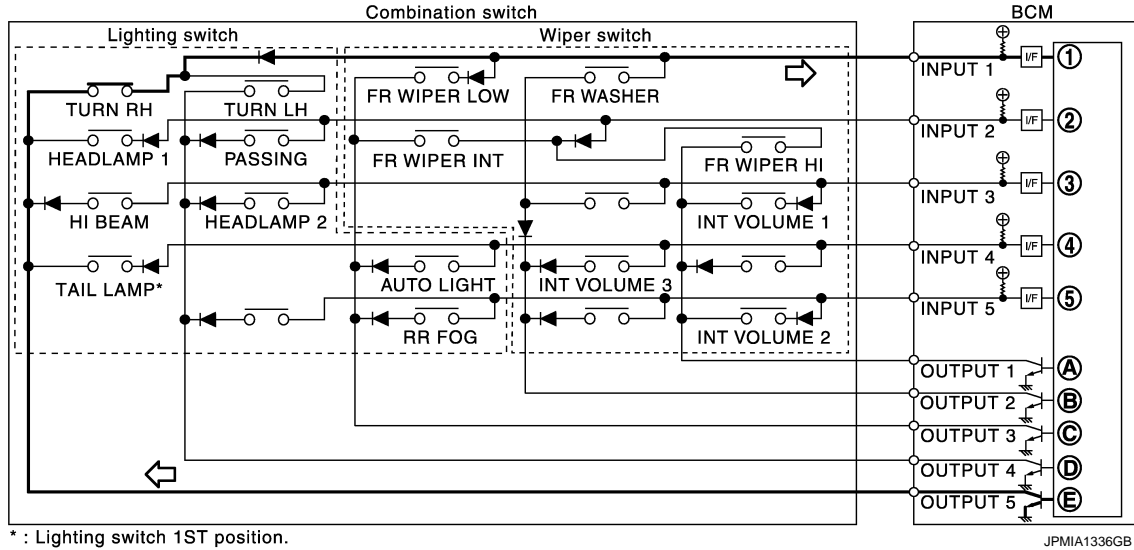 Combination switch
BCM
Lighting switch
Wiper switch
INPUT 1
I/F
1
TURN RH
TURN LH
FR WIPER LOW
FR WASHER
INPUT 2
I/F
2
HEADLAMP 1
PASSING
FR WIPER INT
FR WIPER HI
INPUT 3
I/F
3
HI BEAM
HEADLAMP 2
INT VOLUME 1
INPUT 4
I/F
4
TAIL LAMP*
AUTO LIGHT
INT VOLUME 3
INPUT 5
I/F
5
RR FOG
INT VOLUME 2
OUTPUT 1
A
OUTPUT 2
B
OUTPUT 3
C
OUTPUT 4
D
OUTPUT 5
E
* : Lighting switch 1ST position.
JPMIA1336GB